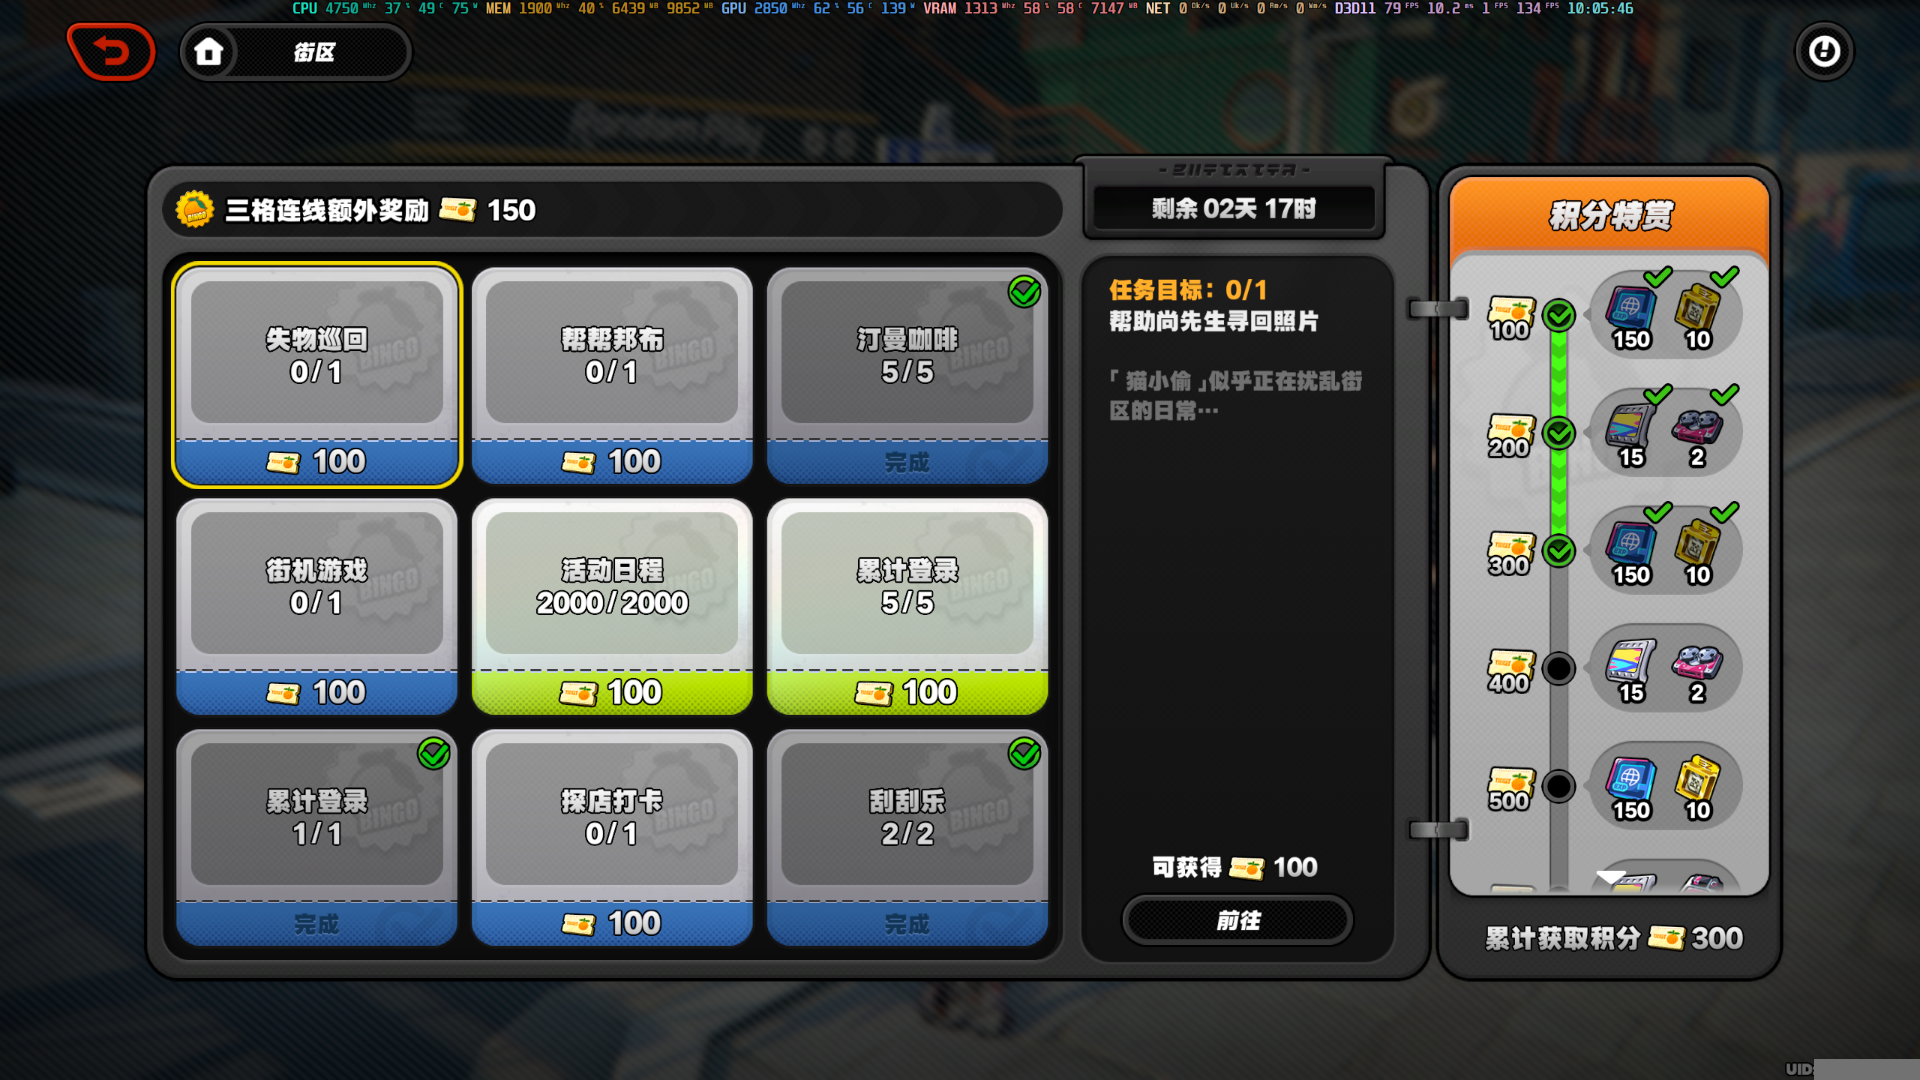 CPU 4750 MHz 37 % 49 C 75 W MEM 1900 MHz 40 % 6439 MB 9852 MB GPU 2850 MHz 62 % 56 C 139 W VRAM 1313 MHz 58 % 58 C 7147 MB NET 0 0 0 0 D3D11 79 FPS 10.2 ms 1 FPS 134 FPS 10:05:46
街区
三格连线额外奖励 150
剩余 02天 17时
积分特赏
失物巡回
0/1
100
帮帮邦布
0/1
100
汀曼咖啡
5/5
完成
街机游戏
0/1
100
活动日程
2000/2000
100
累计登录
5/5
100
累计登录
1/1
完成
探店打卡
0/1
100
刮刮乐
2/2
完成
任务目标：0/1
帮助尚先生寻回照片
「 猫小偷 」似乎正在扰乱街
区的日常…
可获得 100
前往
100
150 10
200
15 2
300
150 10
400
15 2
500
150 10
累计获取积分 300
UID: